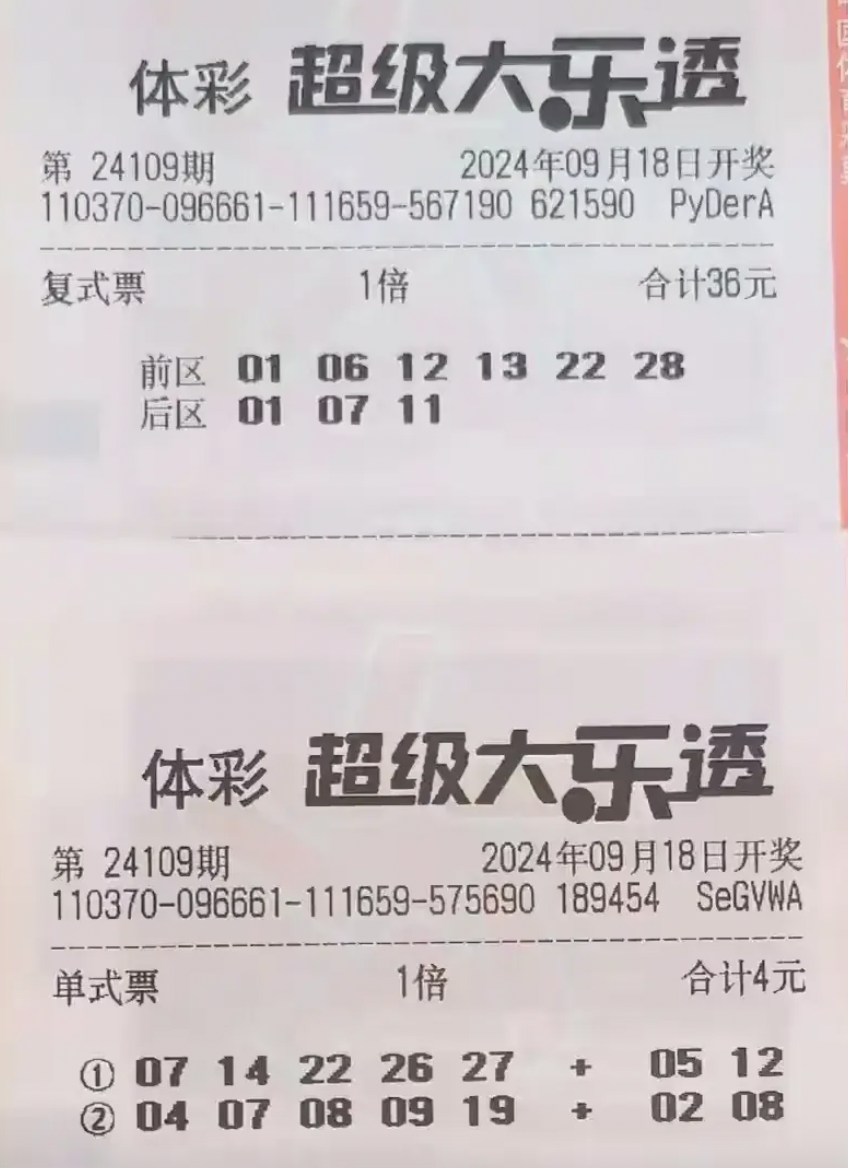 体彩 超级大乐透
第 24109期 2024年09月18日开奖
110370-096661-111659-567190 621590 PyDerA
复式票 1倍 合计36元
前区 01 06 12 13 22 28
后区 01 07 11
体彩 超级大乐透
第 24109期 2024年09月18日开奖
110370-096661-111659-575690 189454 SeGVWA
单式票 1倍 合计4元
① 07 14 22 26 27 + 05 12
② 04 07 08 09 19 + 02 08